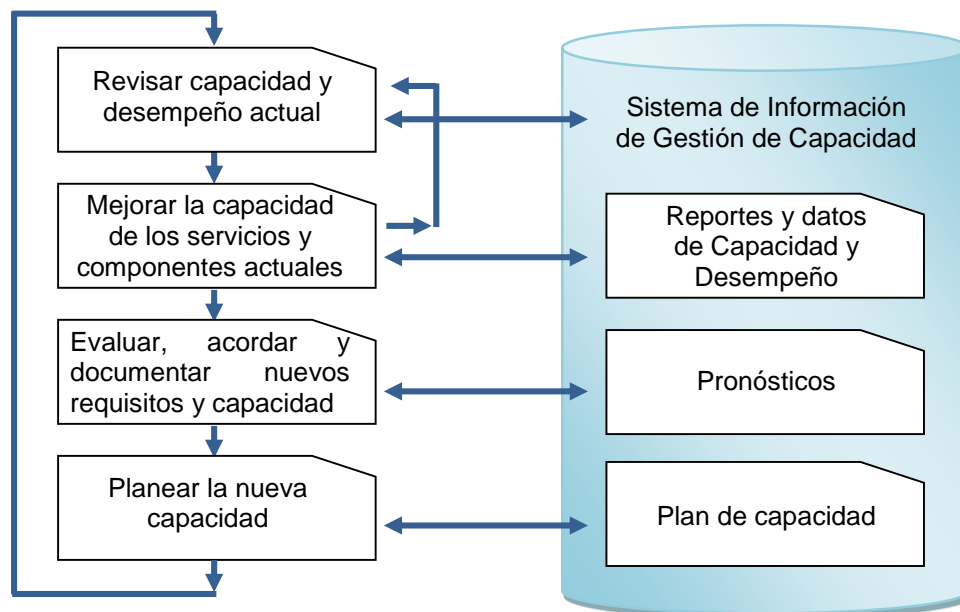 Revisar capacidad y
desempeño actual
Mejorar la capacidad
de los servicios y
componentes actuales
Evaluar, acordar y
documentar nuevos
requisitos y capacidad
Planear la nueva
capacidad
Sistema de Información
de Gestión de Capacidad
Reportes y datos
de Capacidad y
Desempeño
Pronósticos
Plan de capacidad